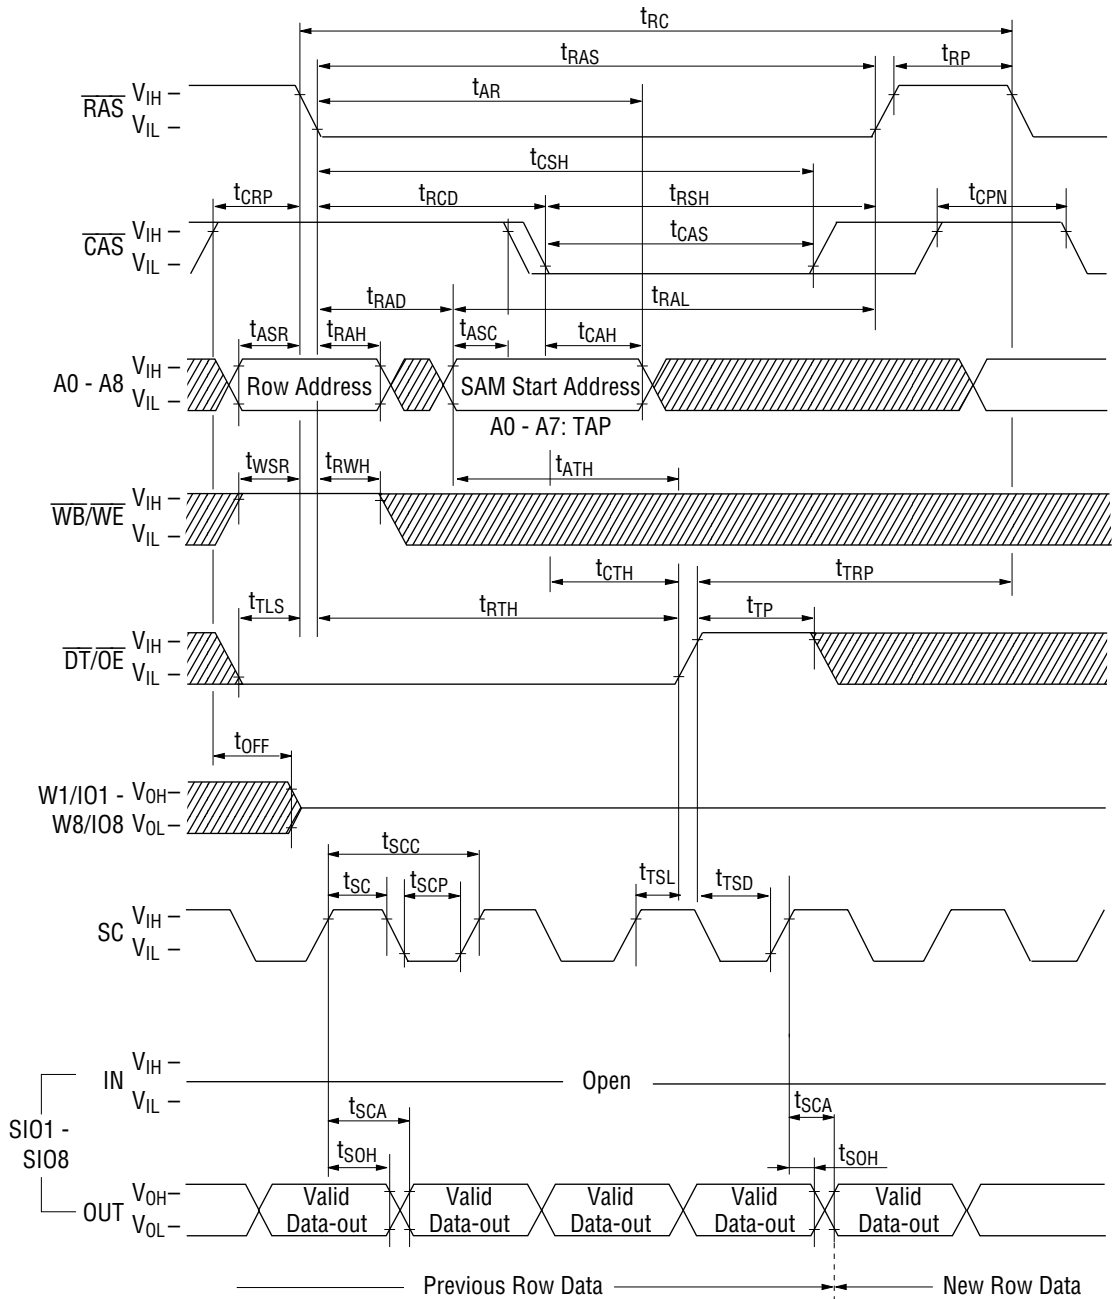 tRC
tRAS
tRP
tAR
RAS VIH
VIL
tCSH
tCRP
tRCD
tRSH
tCPN
CAS VIH
VIL
tCAS
tRAD
tRAL
tASR
tRAH
tASC
tCAH
A0 - A8 VIH
VIL
Row Address
SAM Start Address
A0 - A7: TAP
tWSR
tRWH
tATH
WB/WE VIH
VIL
tCTH
tTRP
tTLS
tRTH
tTP
DT/OE VIH
VIL
tOFF
W1/IO1 - VOH
W8/IO8 VOL
tSCC
tSC
tSCP
tTSL
tTSD
SC VIH
VIL
SIO1 -
SIO8
IN VIH
VIL
Open
tSCA
tSCA
tSOH
tSOH
OUT VOH
VOL
Valid Data-out
Valid Data-out
Valid Data-out
Valid Data-out
Valid Data-out
Previous Row Data
New Row Data